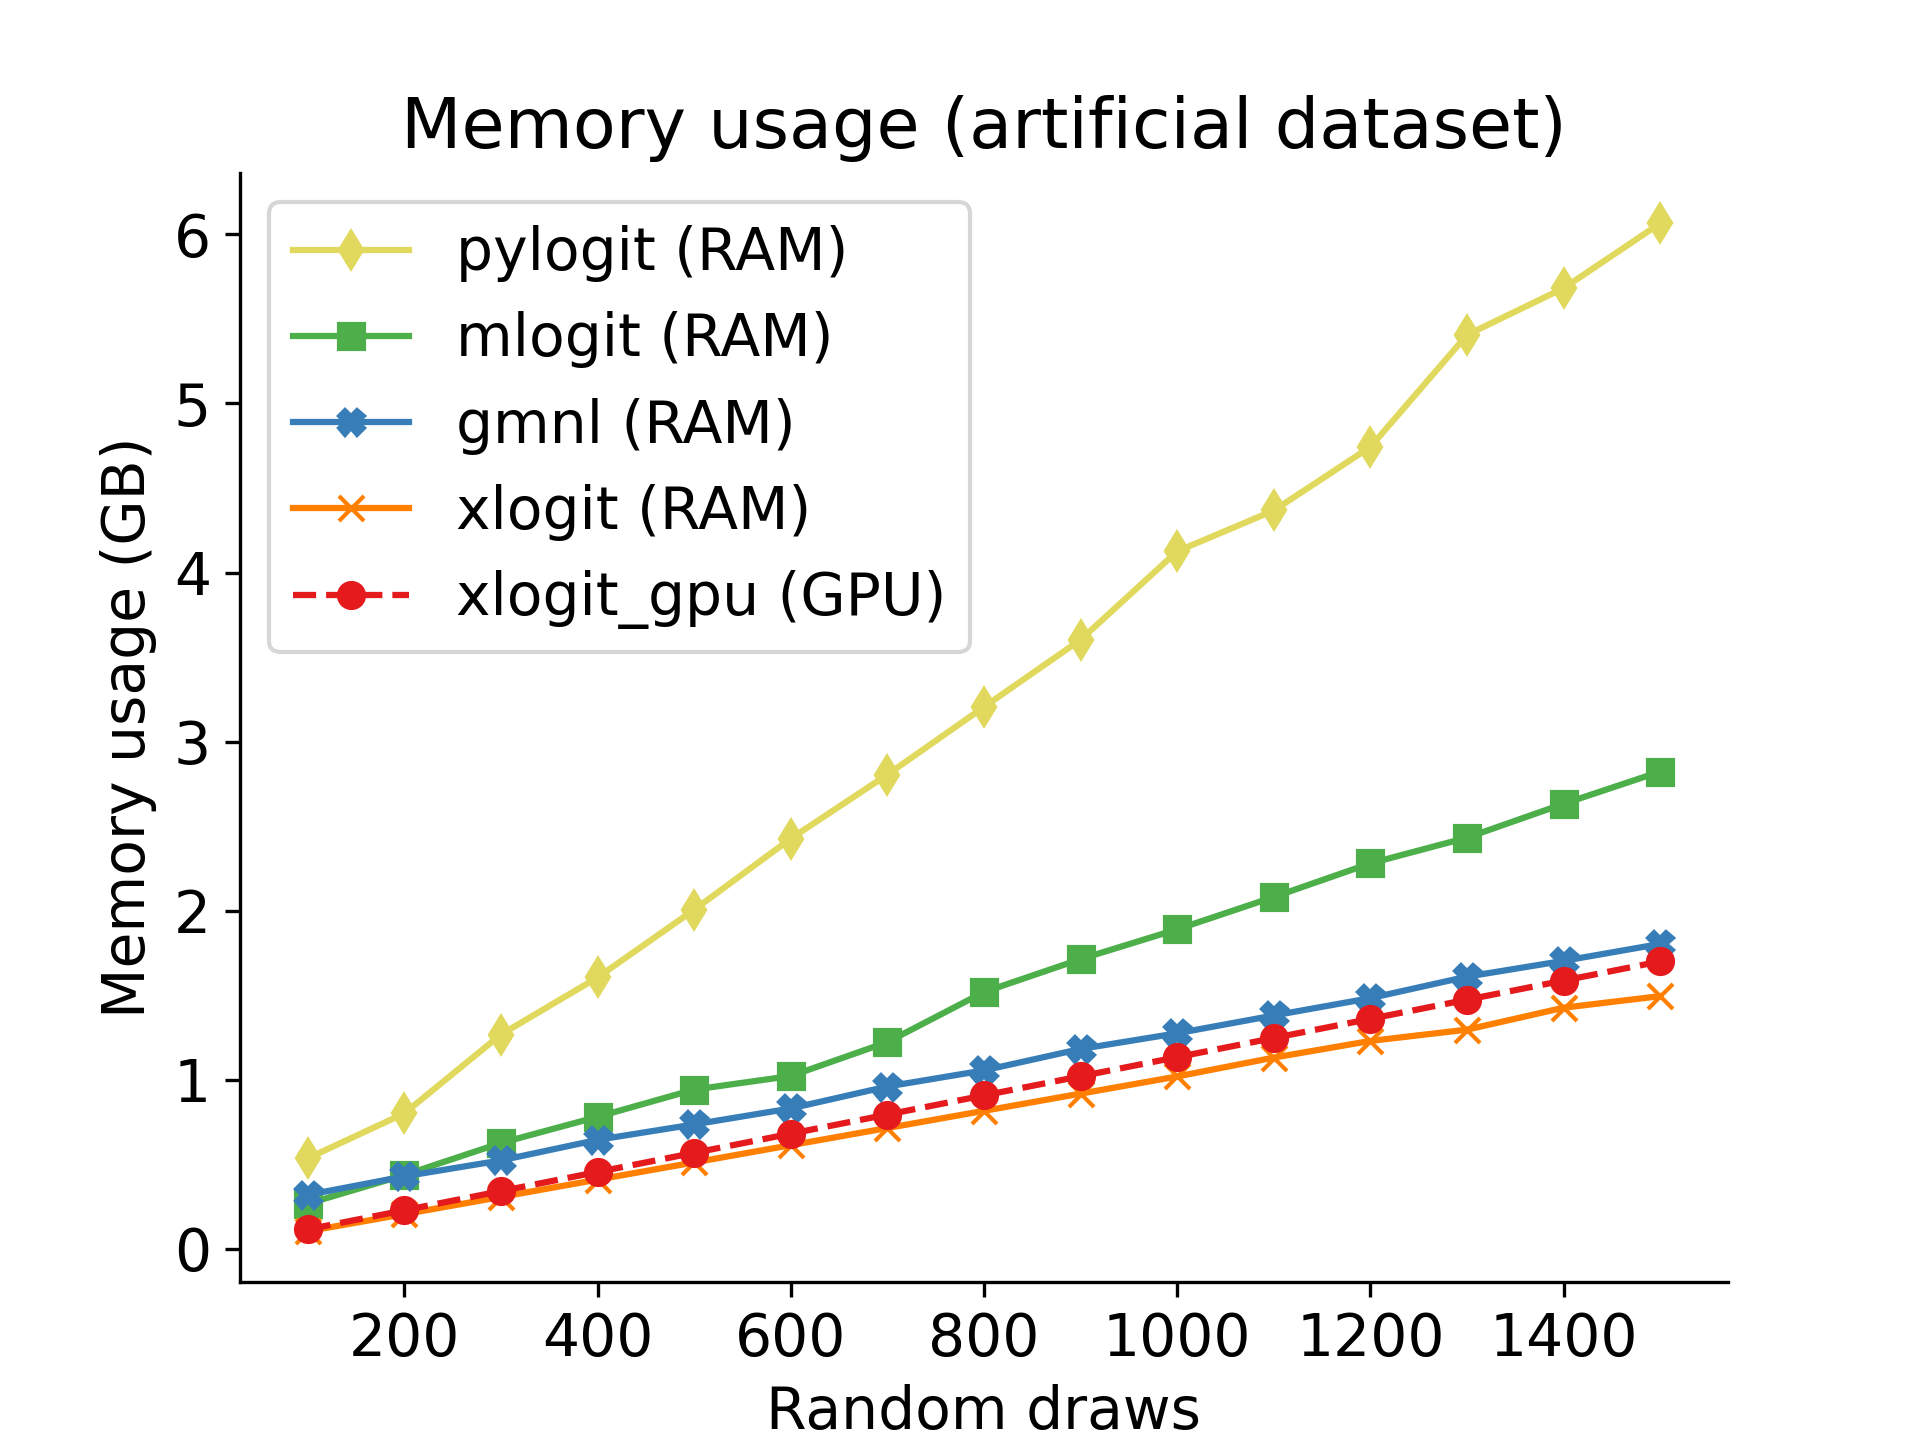 Memory usage (artificial dataset)
pylogit (RAM)
mlogit (RAM)
gmnl (RAM)
xlogit (RAM)
xlogit_gpu (GPU)
Memory usage (GB)
6
5
4
3
2
1
0
200 400 600 800 1000 1200 1400
Random draws